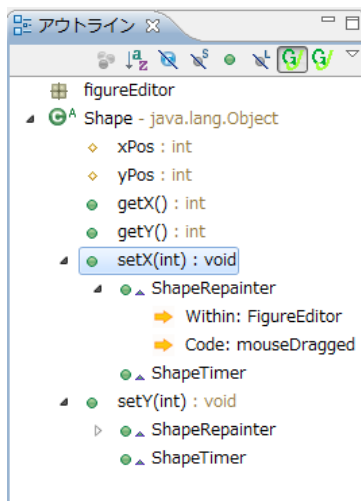 アウトライン
figureEditor
Shape - java.lang.Object
xPos : int
yPos : int
getX() : int
getY() : int
setX(int) : void
ShapeRepainter
Within: FigureEditor
Code: mouseDragged
ShapeTimer
setY(int) : void
ShapeRepainter
ShapeTimer